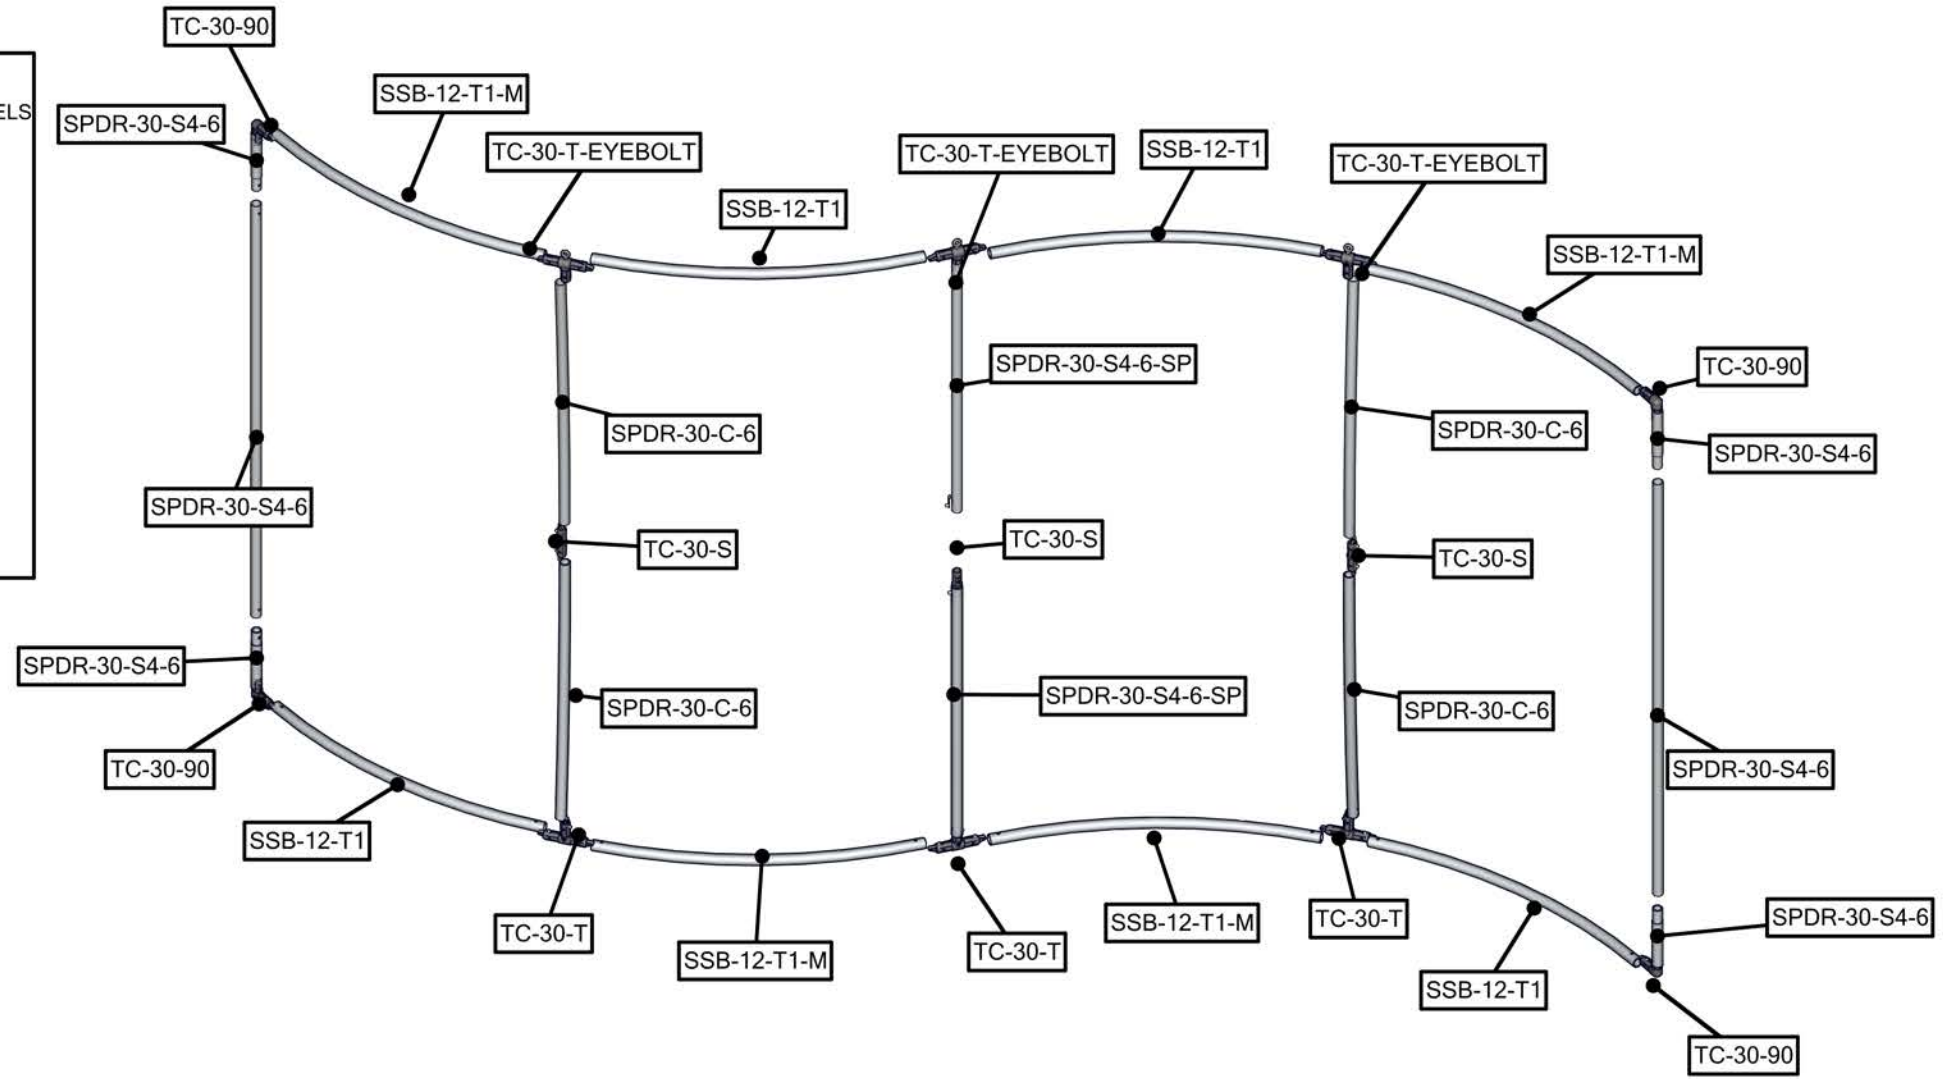 TC-30-90
ELS
SSB-12-T1-M
SPDR-30-S4-6
TC-30-T-EYEBOLT
TC-30-T-EYEBOLT
SSB-12-T1
TC-30-T-EYEBOLT
SSB-12-T1
SSB-12-T1-M
SPDR-30-S4-6-SP
TC-30-90
SPDR-30-C-6
SPDR-30-C-6
SPDR-30-S4-6
SPDR-30-S4-6
TC-30-S
TC-30-S
TC-30-S
SPDR-30-S4-6
SPDR-30-C-6
SPDR-30-S4-6-SP
SPDR-30-C-6
TC-30-90
SPDR-30-S4-6
SSB-12-T1
TC-30-T
SSB-12-T1-M
TC-30-T
SSB-12-T1-M
TC-30-T
SPDR-30-S4-6
SSB-12-T1
TC-30-90